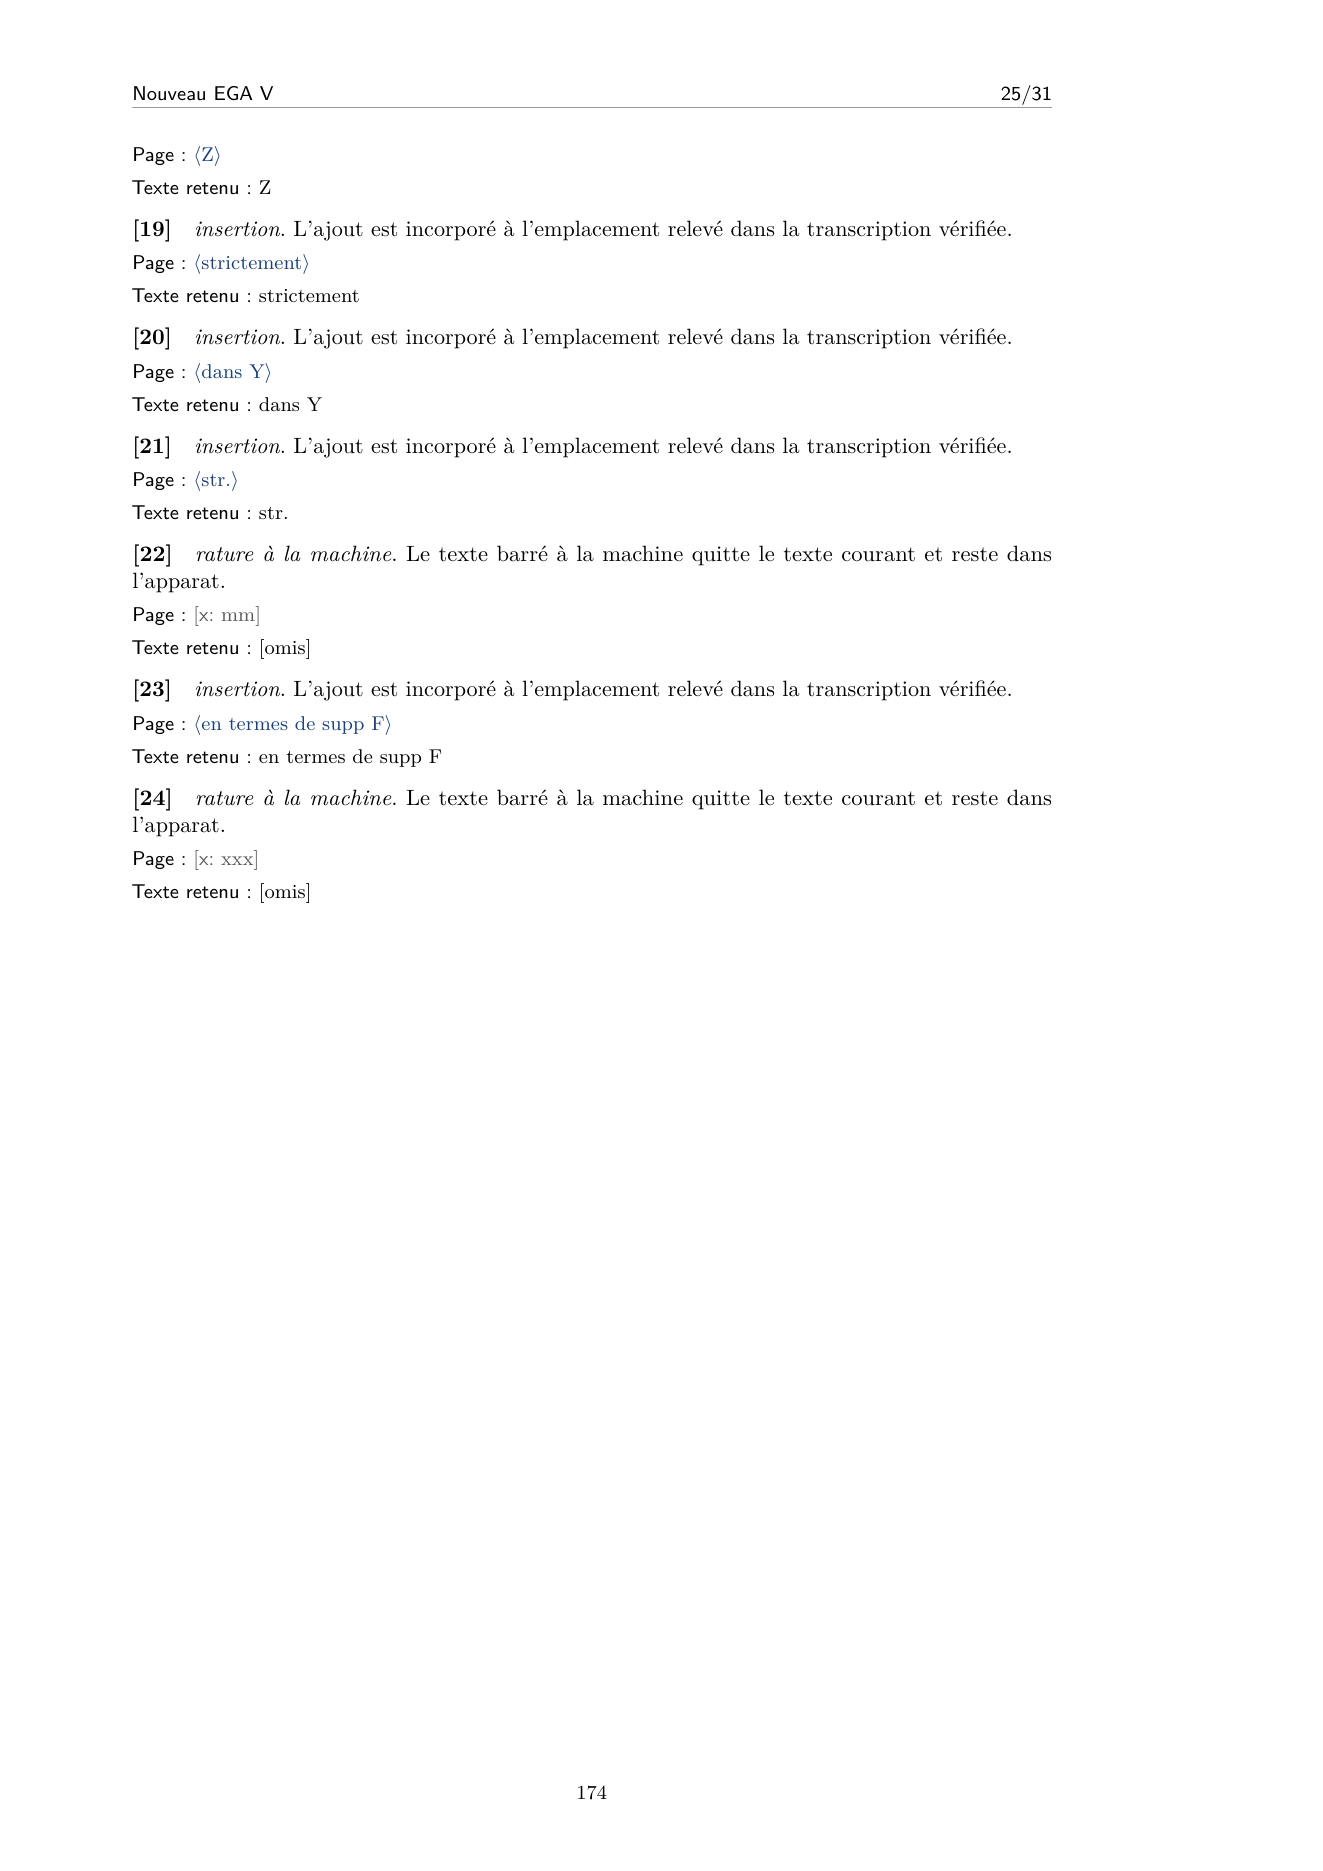 Nouveau EGA V 25/31
Page : ⟨Z⟩
Texte retenu : Z
[19] insertion. L'ajout est incorporé à l'emplacement relevé dans la transcription vérifiée.
Page : ⟨strictement⟩
Texte retenu : strictement
[20] insertion. L'ajout est incorporé à l'emplacement relevé dans la transcription vérifiée.
Page : ⟨dans Y⟩
Texte retenu : dans Y
[21] insertion. L'ajout est incorporé à l'emplacement relevé dans la transcription vérifiée.
Page : ⟨str.⟩
Texte retenu : str.
[22] rature à la machine. Le texte barré à la machine quitte le texte courant et reste dans
l'apparat.
Page : [x: mm]
Texte retenu : [omis]
[23] insertion. L'ajout est incorporé à l'emplacement relevé dans la transcription vérifiée.
Page : ⟨en termes de supp F⟩
Texte retenu : en termes de supp F
[24] rature à la machine. Le texte barré à la machine quitte le texte courant et reste dans
l'apparat.
Page : [x: xxx]
Texte retenu : [omis]
174